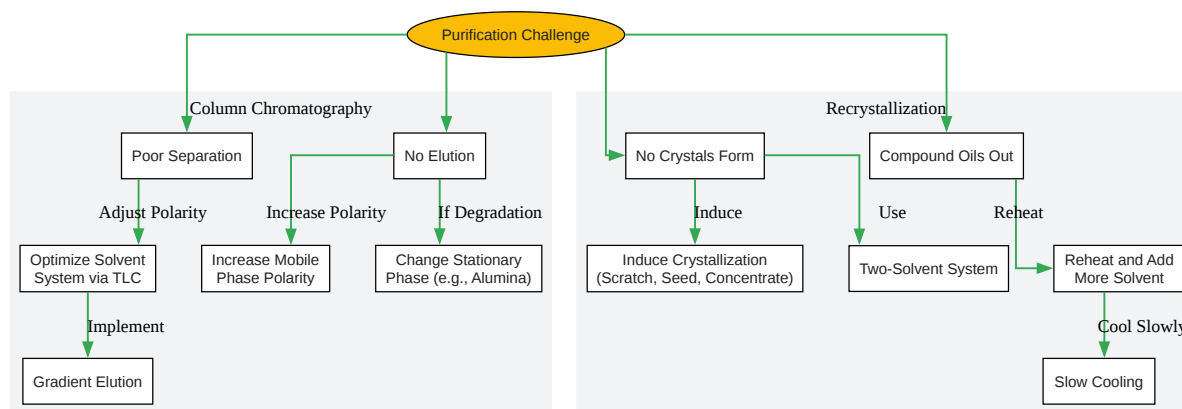 Purification Challenge
Column Chromatography
Recrystallization
Poor Separation
No Elution
No Crystals Form
Compound Oils Out
Adjust Polarity
Increase Polarity
If Degradation
Induce
Use
Reheat
Optimize Solvent
System via TLC
Increase Mobile
Phase Polarity
Change Stationary
Phase (e.g., Alumina)
Induce Crystallization
(Scratch, Seed, Concentrate)
Two-Solvent System
Reheat and Add
More Solvent
Implement
Cool Slowly
Gradient Elution
Slow Cooling